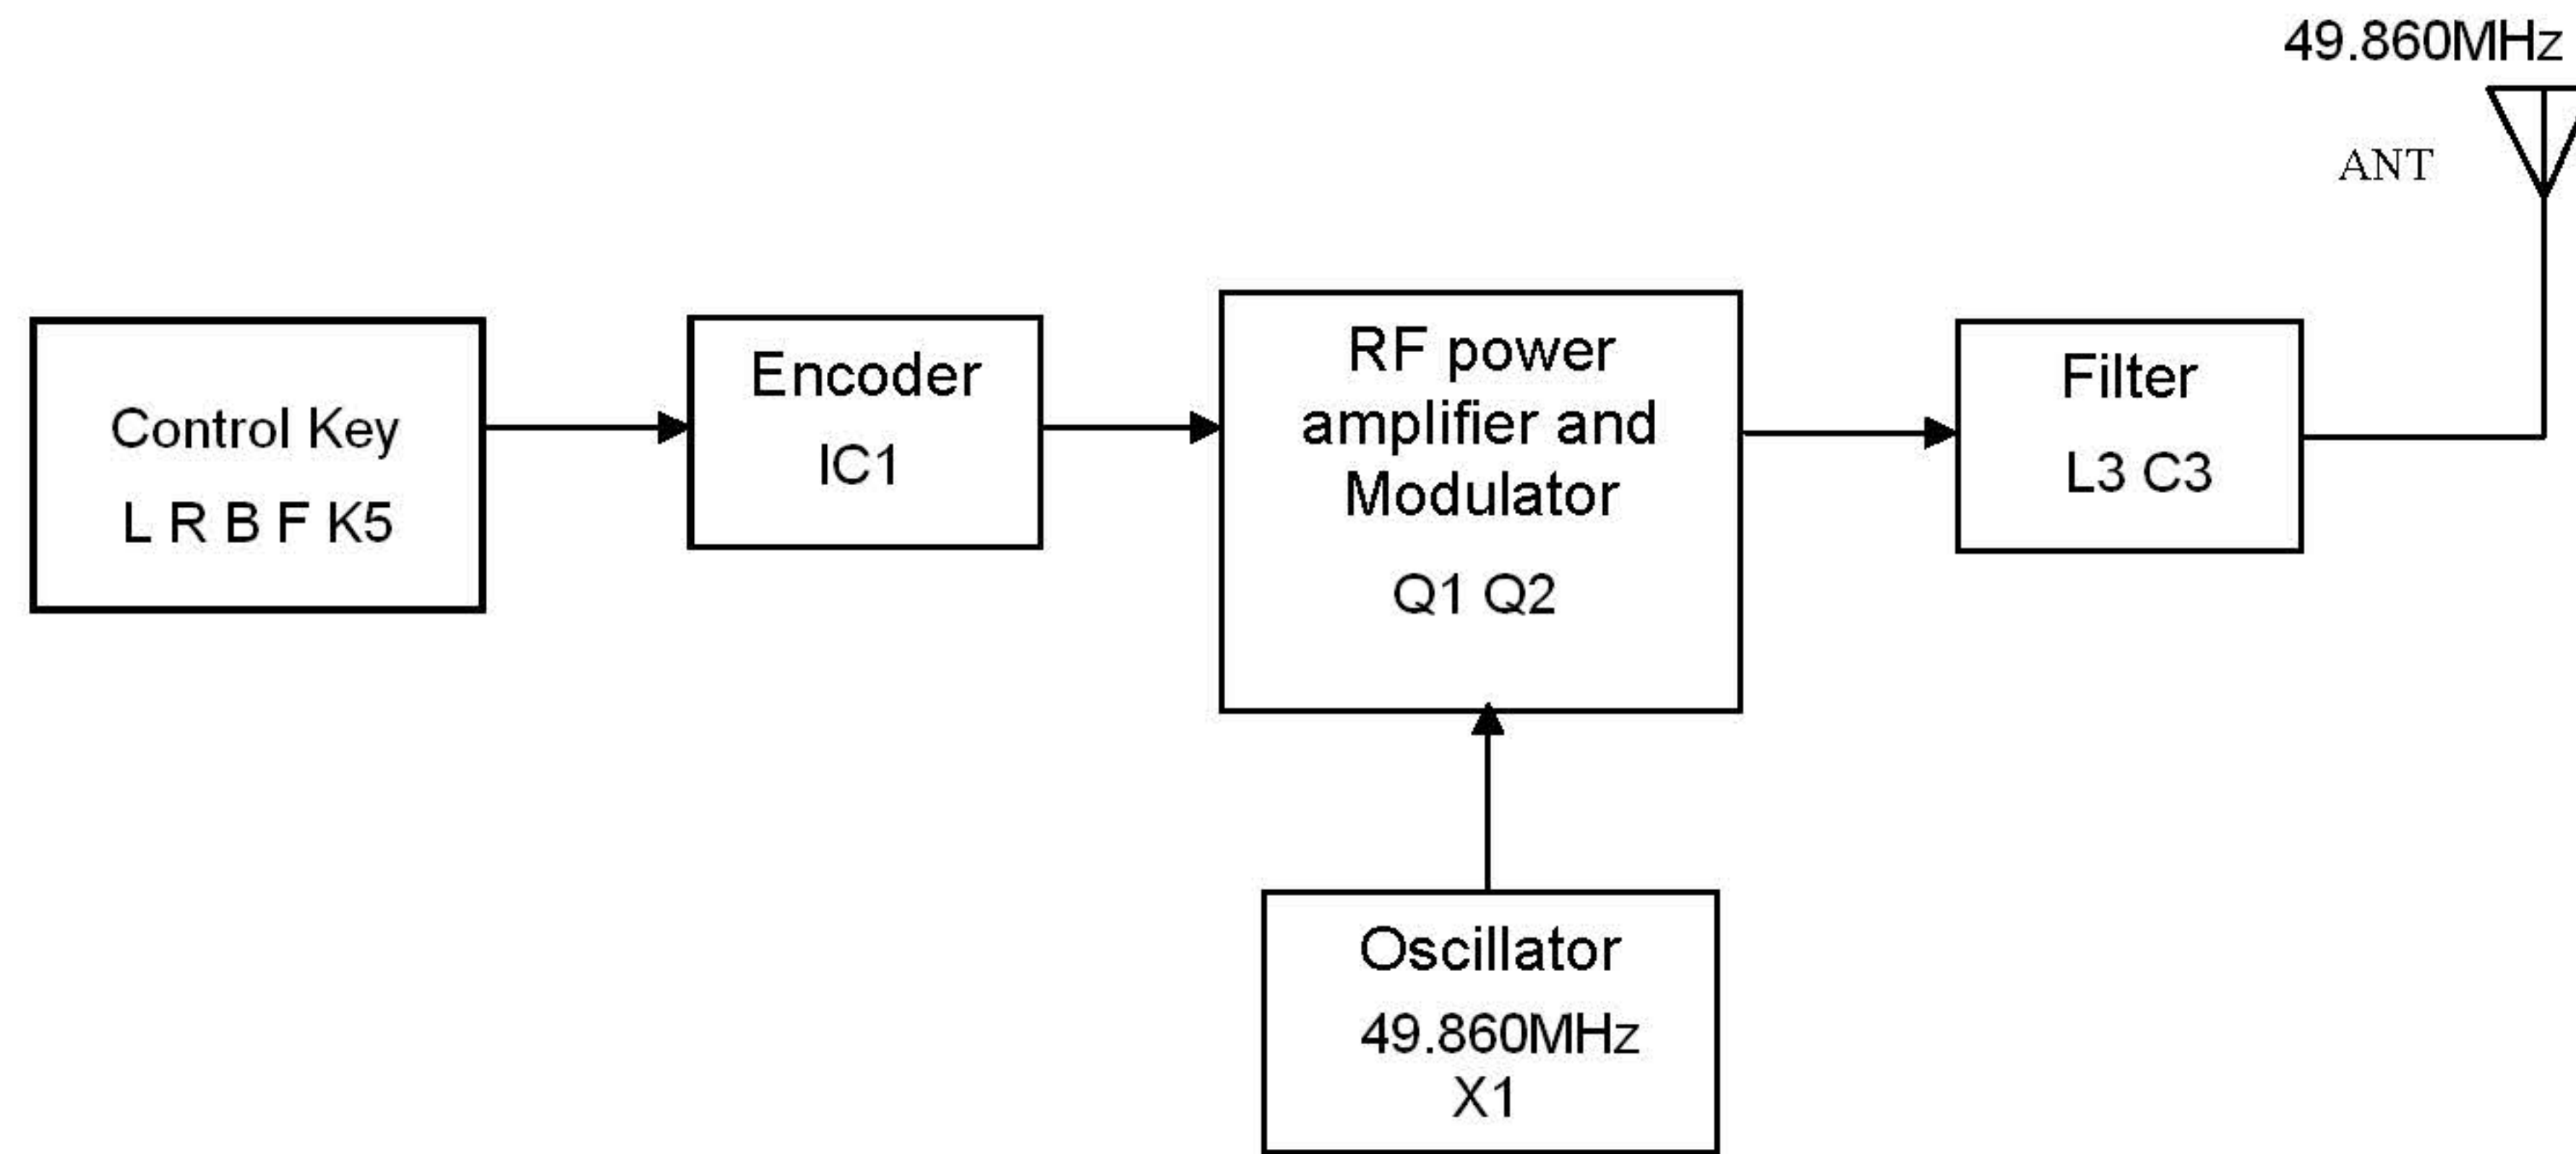 49.860MHz
ANT
Control Key
L R B F K5
Encoder
IC1
RF power
amplifier and
Modulator
Q1 Q2
Filter
L3 C3
Oscillator
49.860MHz
X1